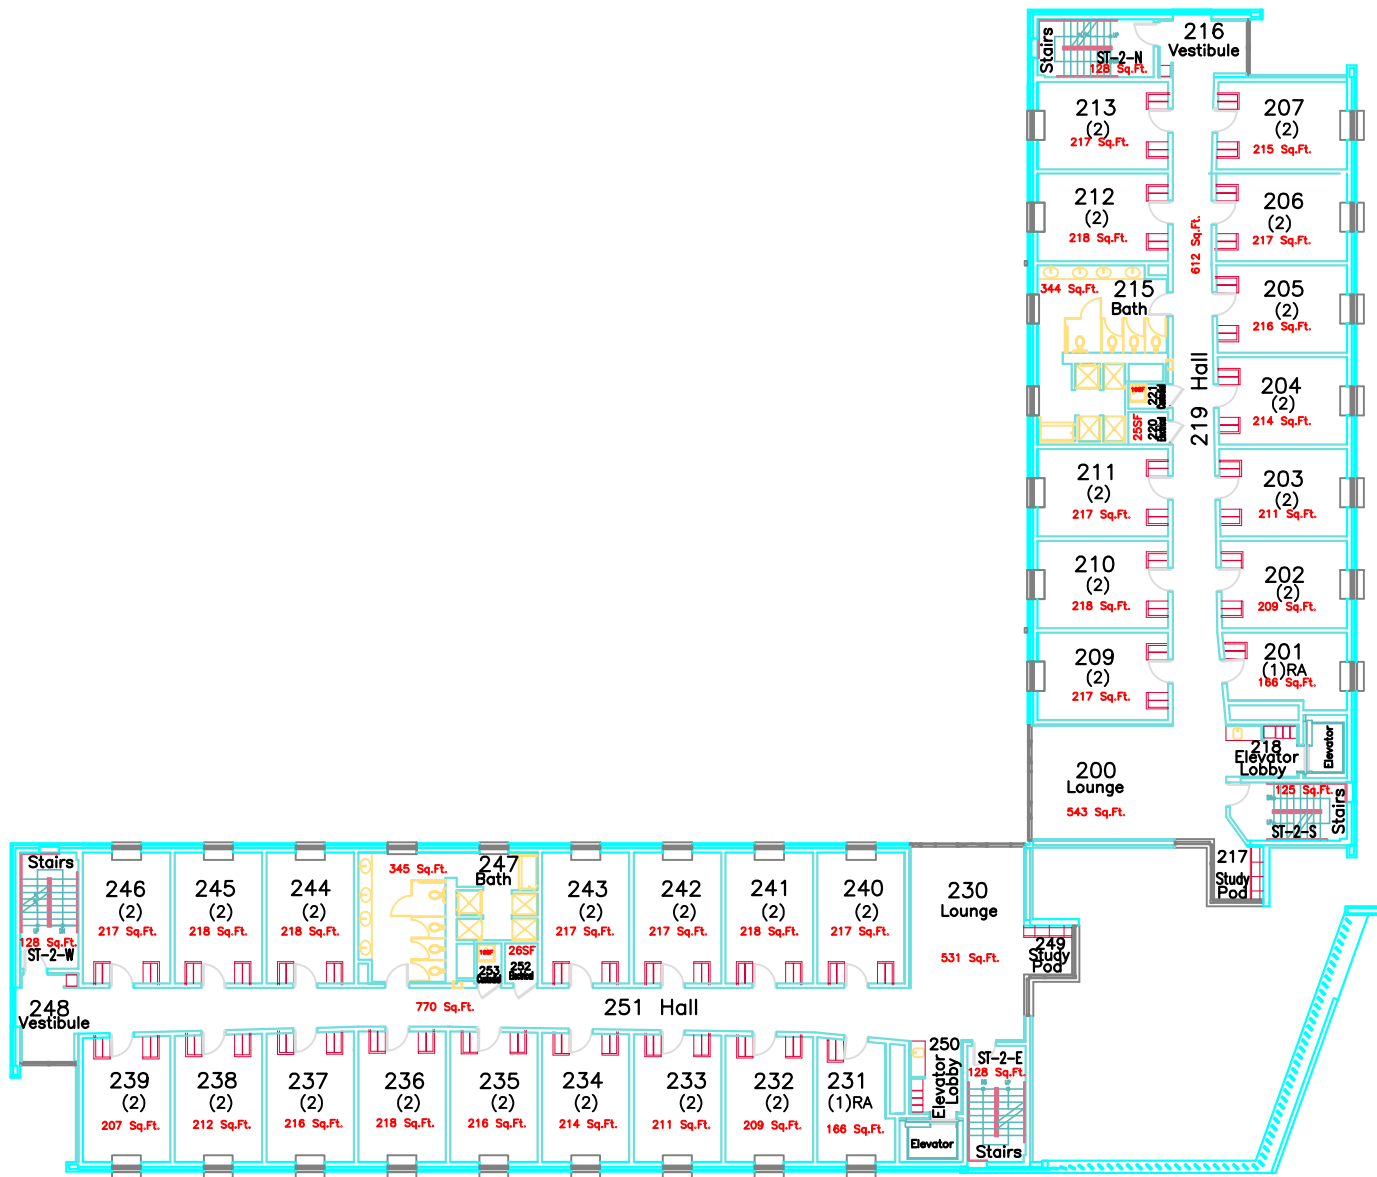 216
Vestibule
Stairs
ST-2-N
128 Sq.Ft.
213
(2)
217 Sq.Ft.
207
(2)
215 Sq.Ft.
212
(2)
218 Sq.Ft.
206
(2)
217 Sq.Ft.
612 Sq.Ft.
344 Sq.Ft.
215
Bath
205
(2)
216 Sq.Ft.
219 Hall
204
(2)
214 Sq.Ft.
221
25SF
220
211
(2)
217 Sq.Ft.
203
(2)
211 Sq.Ft.
210
(2)
218 Sq.Ft.
202
(2)
209 Sq.Ft.
209
(2)
217 Sq.Ft.
201
(1)RA
166 Sq.Ft.
218
Elevator
Lobby
Elevator
200
Lounge
543 Sq.Ft.
125 Sq.Ft.
Stairs
ST-2-S
217
Study
Pod
Stairs
128 Sq.Ft.
ST-2-W
246
(2)
217 Sq.Ft.
245
(2)
218 Sq.Ft.
244
(2)
218 Sq.Ft.
345 Sq.Ft.
247
Bath
26SF
253
252
243
(2)
217 Sq.Ft.
242
(2)
217 Sq.Ft.
241
(2)
218 Sq.Ft.
240
(2)
217 Sq.Ft.
230
Lounge
531 Sq.Ft.
249
Study
Pod
248
Vestibule
770 Sq.Ft.
251 Hall
239
(2)
207 Sq.Ft.
238
(2)
212 Sq.Ft.
237
(2)
216 Sq.Ft.
236
(2)
218 Sq.Ft.
235
(2)
216 Sq.Ft.
234
(2)
214 Sq.Ft.
233
(2)
211 Sq.Ft.
232
(2)
209 Sq.Ft.
231
(1)RA
166 Sq.Ft.
250
Elevator
Lobby
Elevator
ST-2-E
128 Sq.Ft.
Stairs